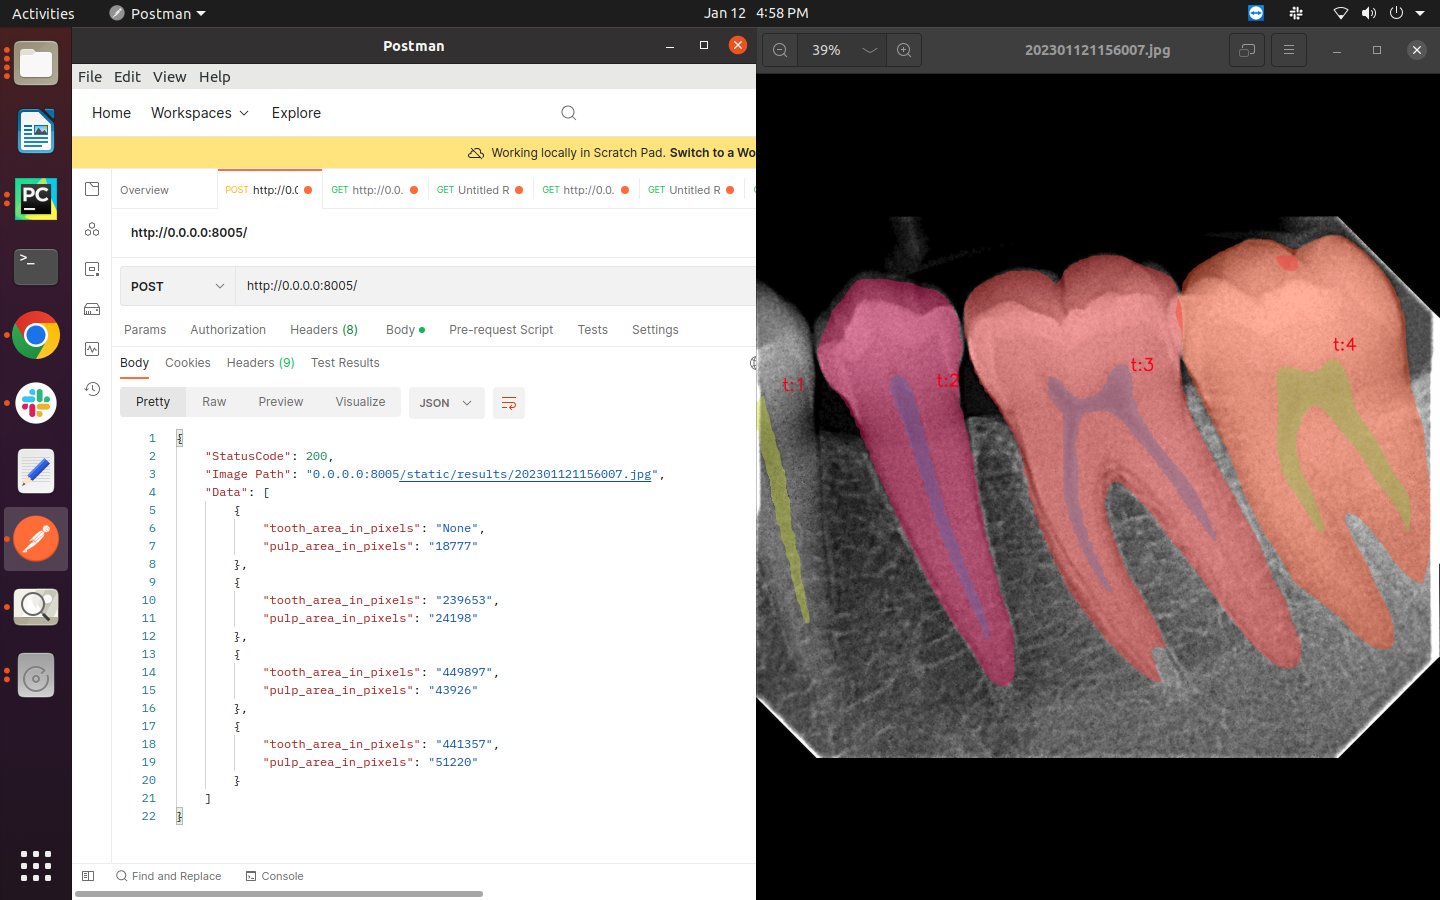 Activities
Postman
Jan 12 4:58 PM
Postman
File Edit View Help
Home Workspaces Explore
Working locally in Scratch Pad. Switch to a Wo
Overview
POST http://0.0
GET http://0.0.
GET Untitled R
GET http://0.0.
GET Untitled R
http://0.0.0.0:8005/
POST
http://0.0.0.0:8005/
Params Authorization Headers (8) Body Pre-request Script Tests Settings
Body Cookies Headers (9) Test Results
Pretty Raw Preview Visualize JSON
1 {
2 "StatusCode": 200,
3 "Image Path": "0.0.0.0:8005/static/results/202301121156007.jpg",
4 "Data": [
5 {
6 "tooth_area_in_pixels": "None",
7 "pulp_area_in_pixels": "18777"
8 },
9 {
10 "tooth_area_in_pixels": "239653",
11 "pulp_area_in_pixels": "24198"
12 },
13 {
14 "tooth_area_in_pixels": "449897",
15 "pulp_area_in_pixels": "43926"
16 },
17 {
18 "tooth_area_in_pixels": "441357",
19 "pulp_area_in_pixels": "51220"
20 }
21 ]
22 }
Find and Replace Console
39%
202301121156007.jpg
t:1
t:2
t:3
t:4
PC
>_